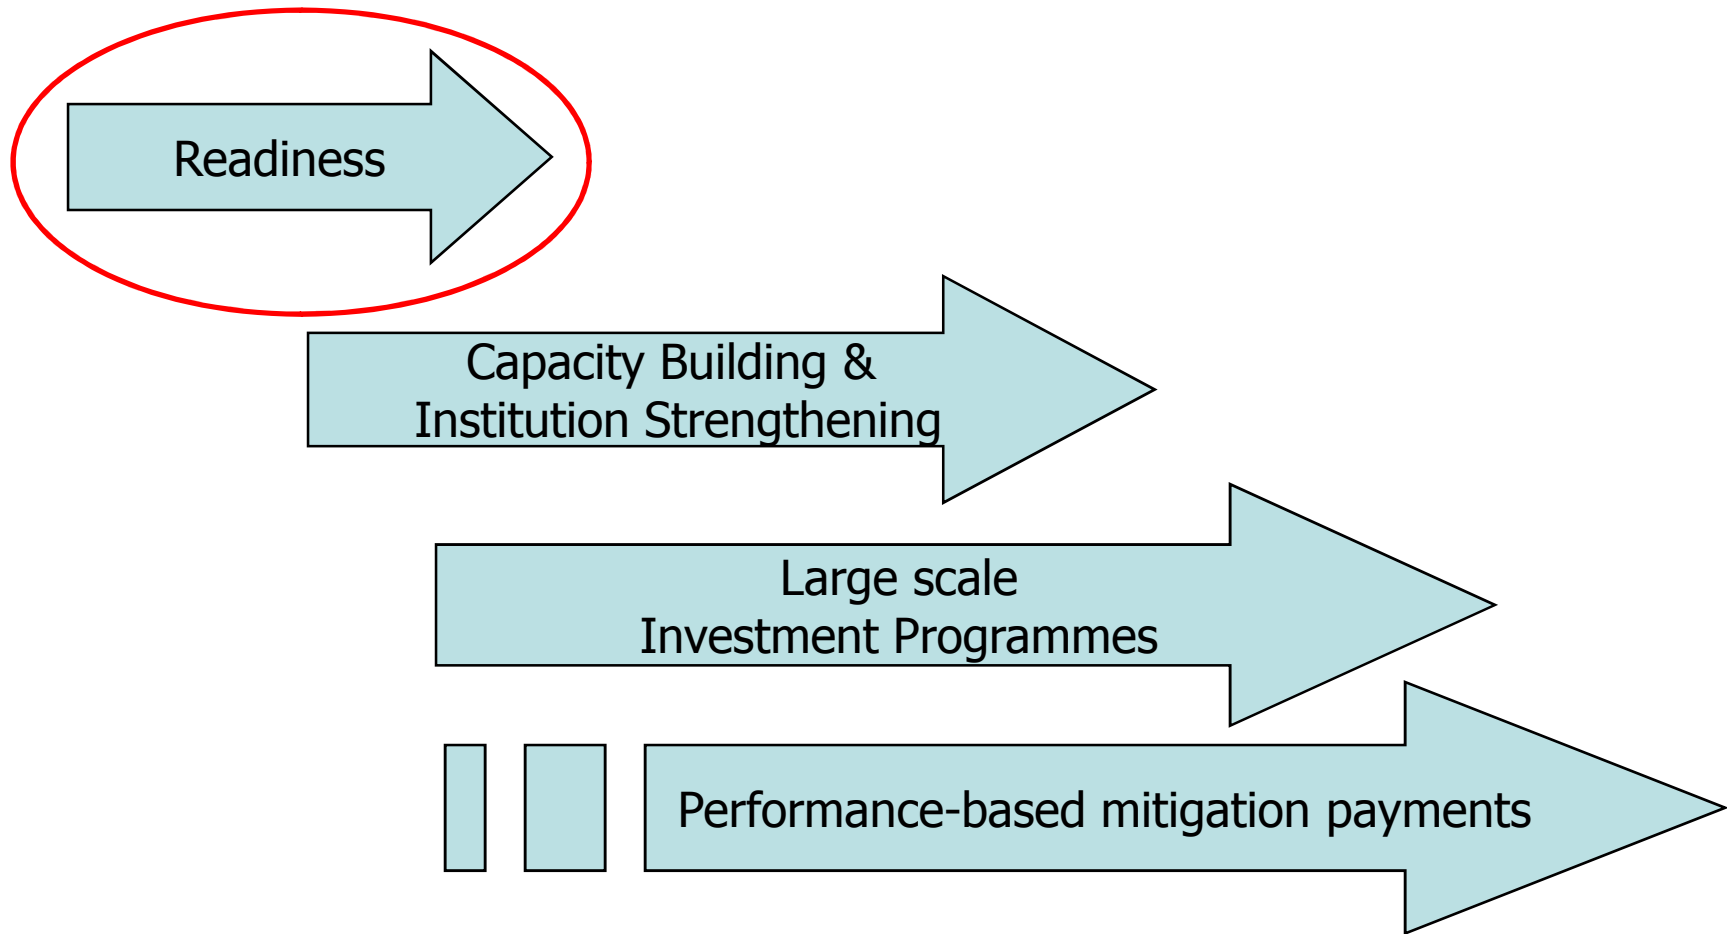 Readiness
Capacity Building &
Institution Strengthening
Large scale
Investment Programmes
Performance-based mitigation payments